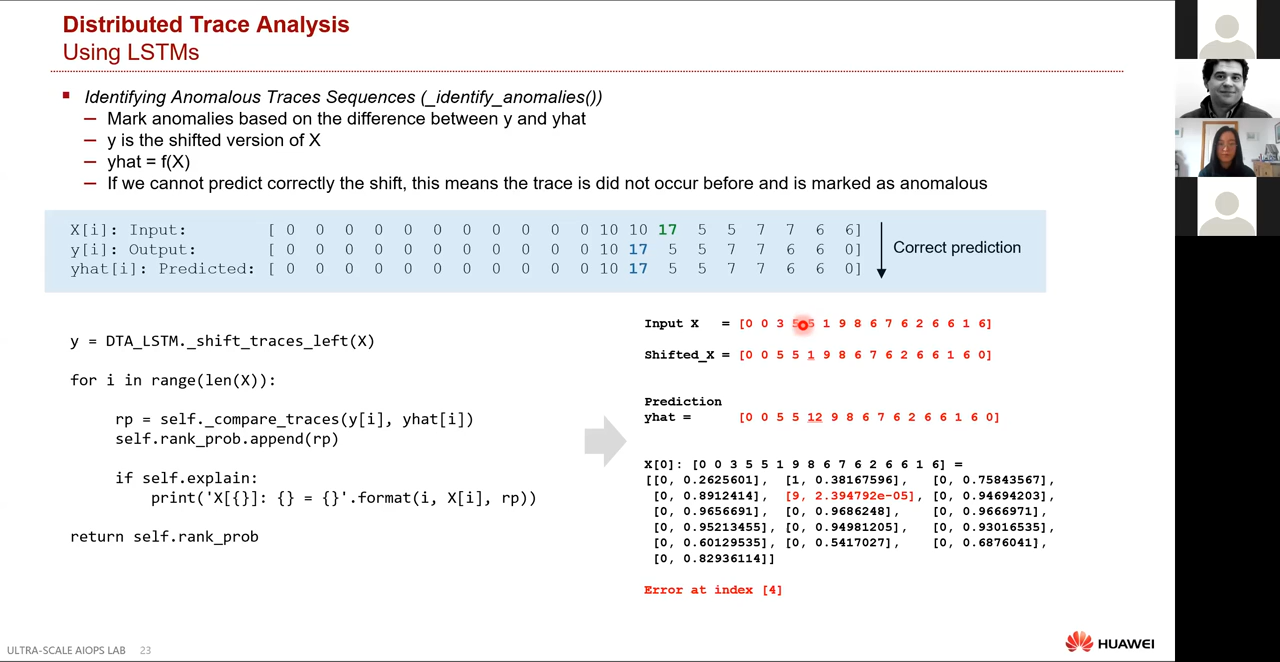 Distributed Trace Analysis
Using LSTMs
Identifying Anomalous Traces Sequences (_identify_anomalies())
— Mark anomalies based on the difference between y and yhat
— y is the shifted version of X
— yhat = f(X)
— If we cannot predict correctly the shift, this means the trace is did not occur before and is marked as anomalous
X[i]: Input: [ 0 0 0 0 0 0 0 0 0 0 0 10 10 17 5 5 7 7 6 6]
y[i]: Output: [ 0 0 0 0 0 0 0 0 0 0 0 10 17 5 5 7 7 6 6 0]
yhat[i]: Predicted: [ 0 0 0 0 0 0 0 0 0 0 0 10 17 5 5 7 7 6 6 0]
Correct prediction
y = DTA_LSTM._shift_traces_left(X)
for i in range(len(X)):
rp = self._compare_traces(y[i], yhat[i])
self.rank_prob.append(rp)
if self.explain:
print('X[{}]: {} = {}'.format(i, X[i], rp))
return self.rank_prob
Input X = [0 0 3 5 5 1 9 8 6 7 6 2 6 6 1 6]
Shifted_X = [0 0 5 5 1 9 8 6 7 6 2 6 6 1 6 0]
Prediction
yhat = [0 0 5 5 12 9 8 6 7 6 2 6 6 1 6 0]
X[0]: [0 0 3 5 5 1 9 8 6 7 6 2 6 6 1 6] =
[[0, 0.2625601], [1, 0.38167596], [0, 0.75843567],
[0, 0.8912414], [9, 2.394792e-05], [0, 0.94694203],
[0, 0.9656691], [0, 0.9686248], [0, 0.9666971],
[0, 0.95213455], [0, 0.94981205], [0, 0.93016535],
[0, 0.60129535], [0, 0.5417027], [0, 0.6876041],
[0, 0.82936114]]
Error at index [4]
ULTRA-SCALE AIOPS LAB 23
HUAWEI